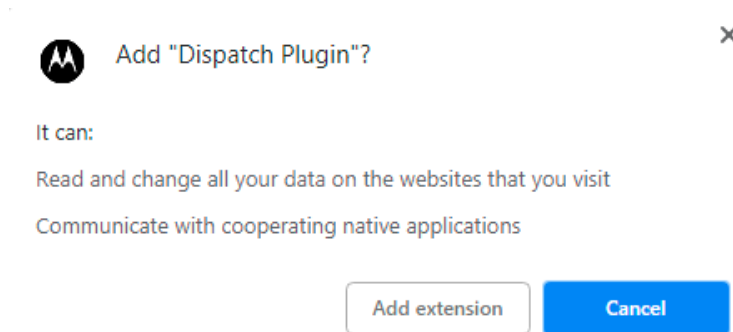 Add "Dispatch Plugin"?
It can:
Read and change all your data on the websites that you visit
Communicate with cooperating native applications
Add extension
Cancel